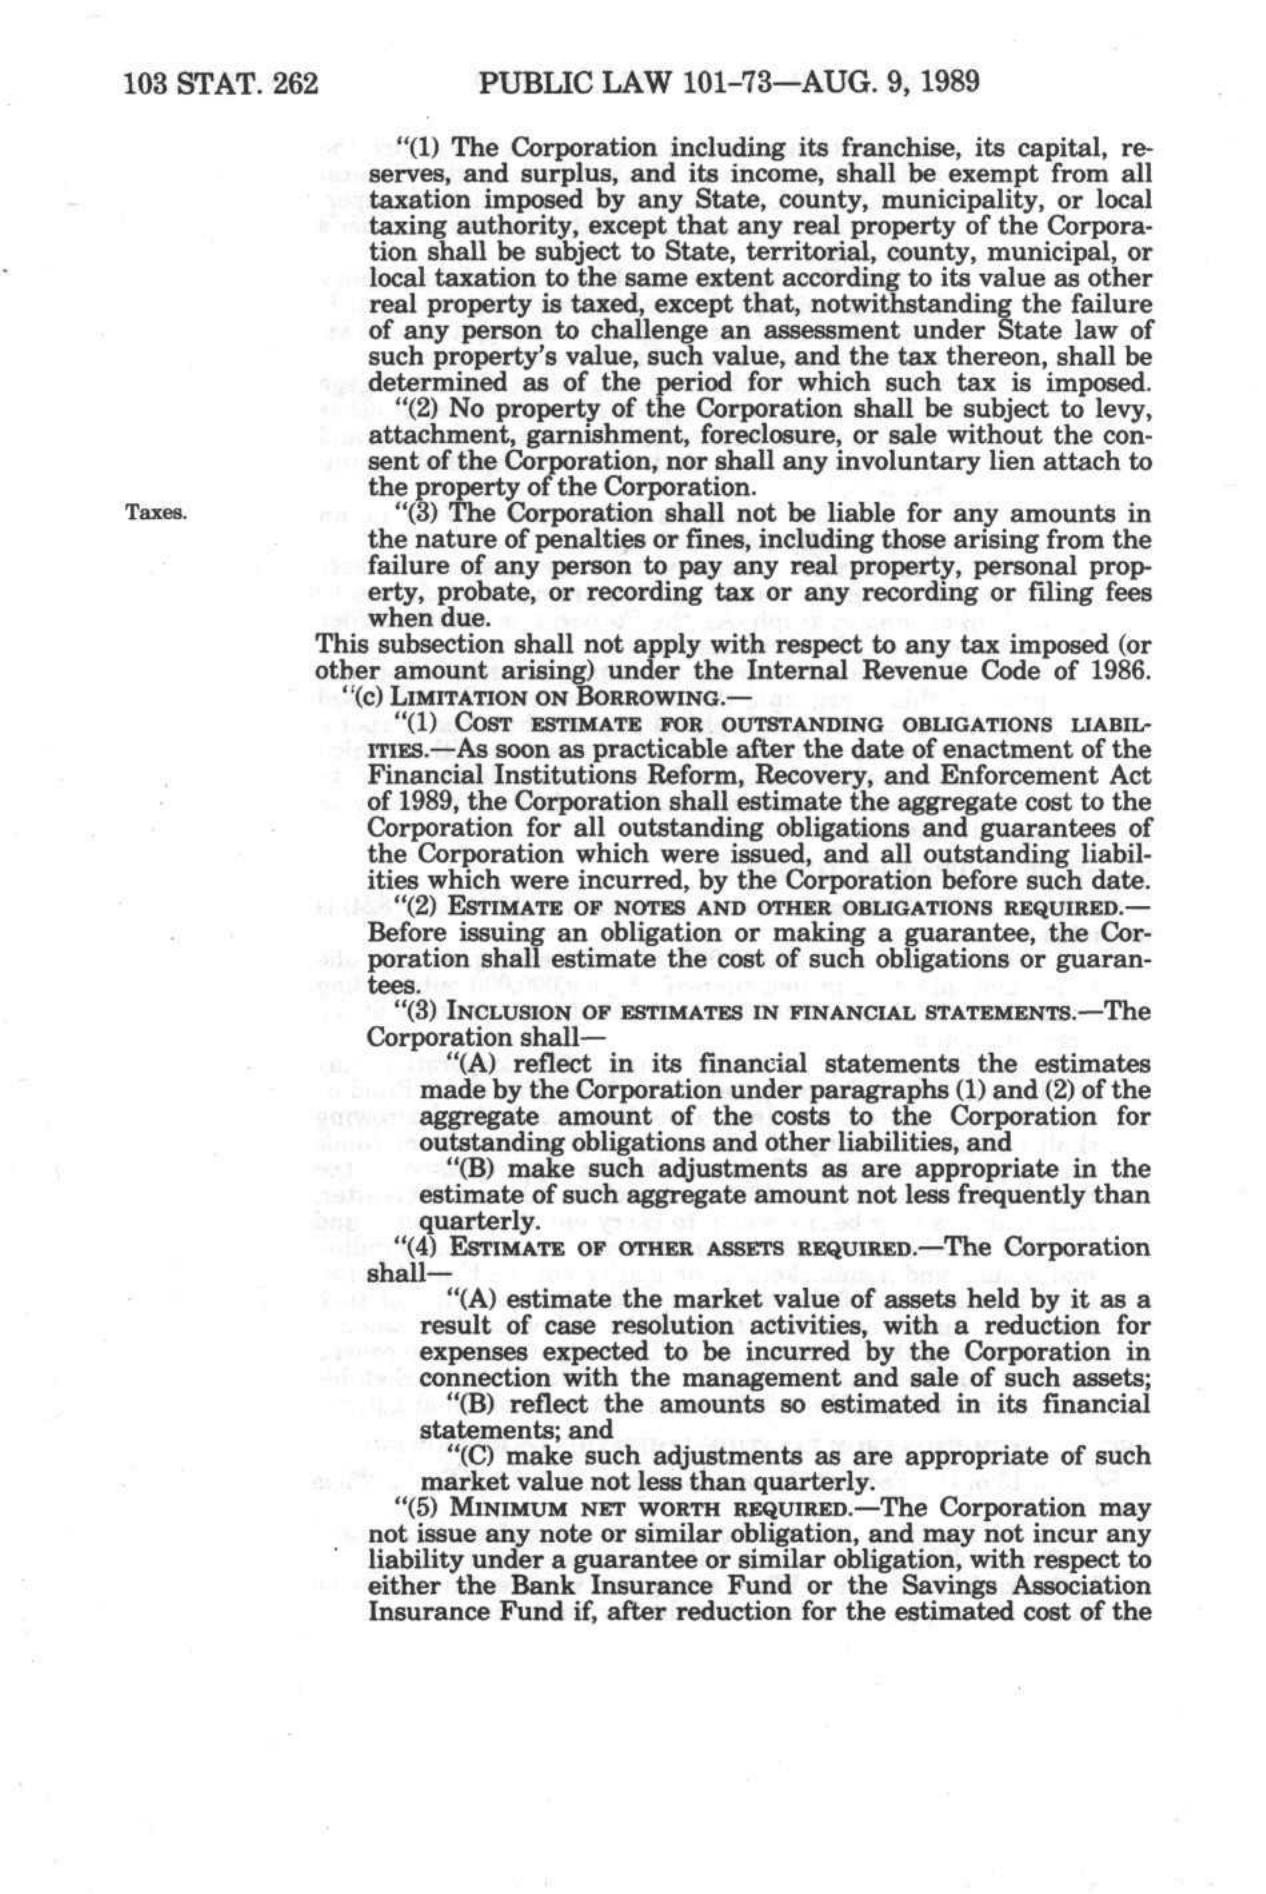 103 STAT. 262 PUBLIC LAW 101-73—AUG. 9, 1989
"(1) The Corporation including its franchise, its capital, re-
serves, and surplus, and its income, shall be exempt from all
taxation imposed by any State, county, municipality, or local
taxing authority, except that any real property of the Corpora-
tion shall be subject to State, territorial, county, municipal, or
local taxation to the same extent according to its value as other
real property is taxed, except that, notwithstanding the failure
of any person to challenge an assessment under State law of
such property's value, such value, and the tax thereon, shall be
determined as of the period for which such tax is imposed.
"(2) No property of the Corporation shall be subject to levy,
attachment, garnishment, foreclosure, or sale without the con-
sent of the Corporation, nor shall any involuntary lien attach to
the property of the Corporation.
Taxes.
"(3) The Corporation shall not be liable for any amounts in
the nature of penalties or fines, including those arising from the
failure of any person to pay any real property, personal prop-
erty, probate, or recording tax or any recording or filing fees
when due.
This subsection shall not apply with respect to any tax imposed (or
other amount arising) under the Internal Revenue Code of 1986.
"(c) LIMITATION ON BORROWING.—
"(1) COST ESTIMATE FOR OUTSTANDING OBLIGATIONS LIABIL-
ITIES.—As soon as practicable after the date of enactment of the
Financial Institutions Reform, Recovery, and Enforcement Act
of 1989, the Corporation shall estimate the aggregate cost to the
Corporation for all outstanding obligations and guarantees of
the Corporation which were issued, and all outstanding liabil-
ities which were incurred, by the Corporation before such date.
"(2) ESTIMATE OF NOTES AND OTHER OBLIGATIONS REQUIRED.—
Before issuing an obligation or making a guarantee, the Cor-
poration shall estimate the cost of such obligations or guaran-
tees.
"(3) INCLUSION OF ESTIMATES IN FINANCIAL STATEMENTS.—The
Corporation shall—
"(A) reflect in its financial statements the estimates
made by the Corporation under paragraphs (1) and (2) of the
aggregate amount of the costs to the Corporation for
outstanding obligations and other liabilities, and
"(B) make such adjustments as are appropriate in the
estimate of such aggregate amount not less frequently than
quarterly.
"(4) ESTIMATE OF OTHER ASSETS REQUIRED.—The Corporation
shall—
"(A) estimate the market value of assets held by it as a
result of case resolution activities, with a reduction for
expenses expected to be incurred by the Corporation in
connection with the management and sale of such assets;
"(B) reflect the amounts so estimated in its financial
statements; and
"(C) make such adjustments as are appropriate of such
market value not less than quarterly.
"(5) MINIMUM NET WORTH REQUIRED.—The Corporation may
not issue any note or similar obligation, and may not incur any
liability under a guarantee or similar obligation, with respect to
either the Bank Insurance Fund or the Savings Association
Insurance Fund if, after reduction for the estimated cost of the